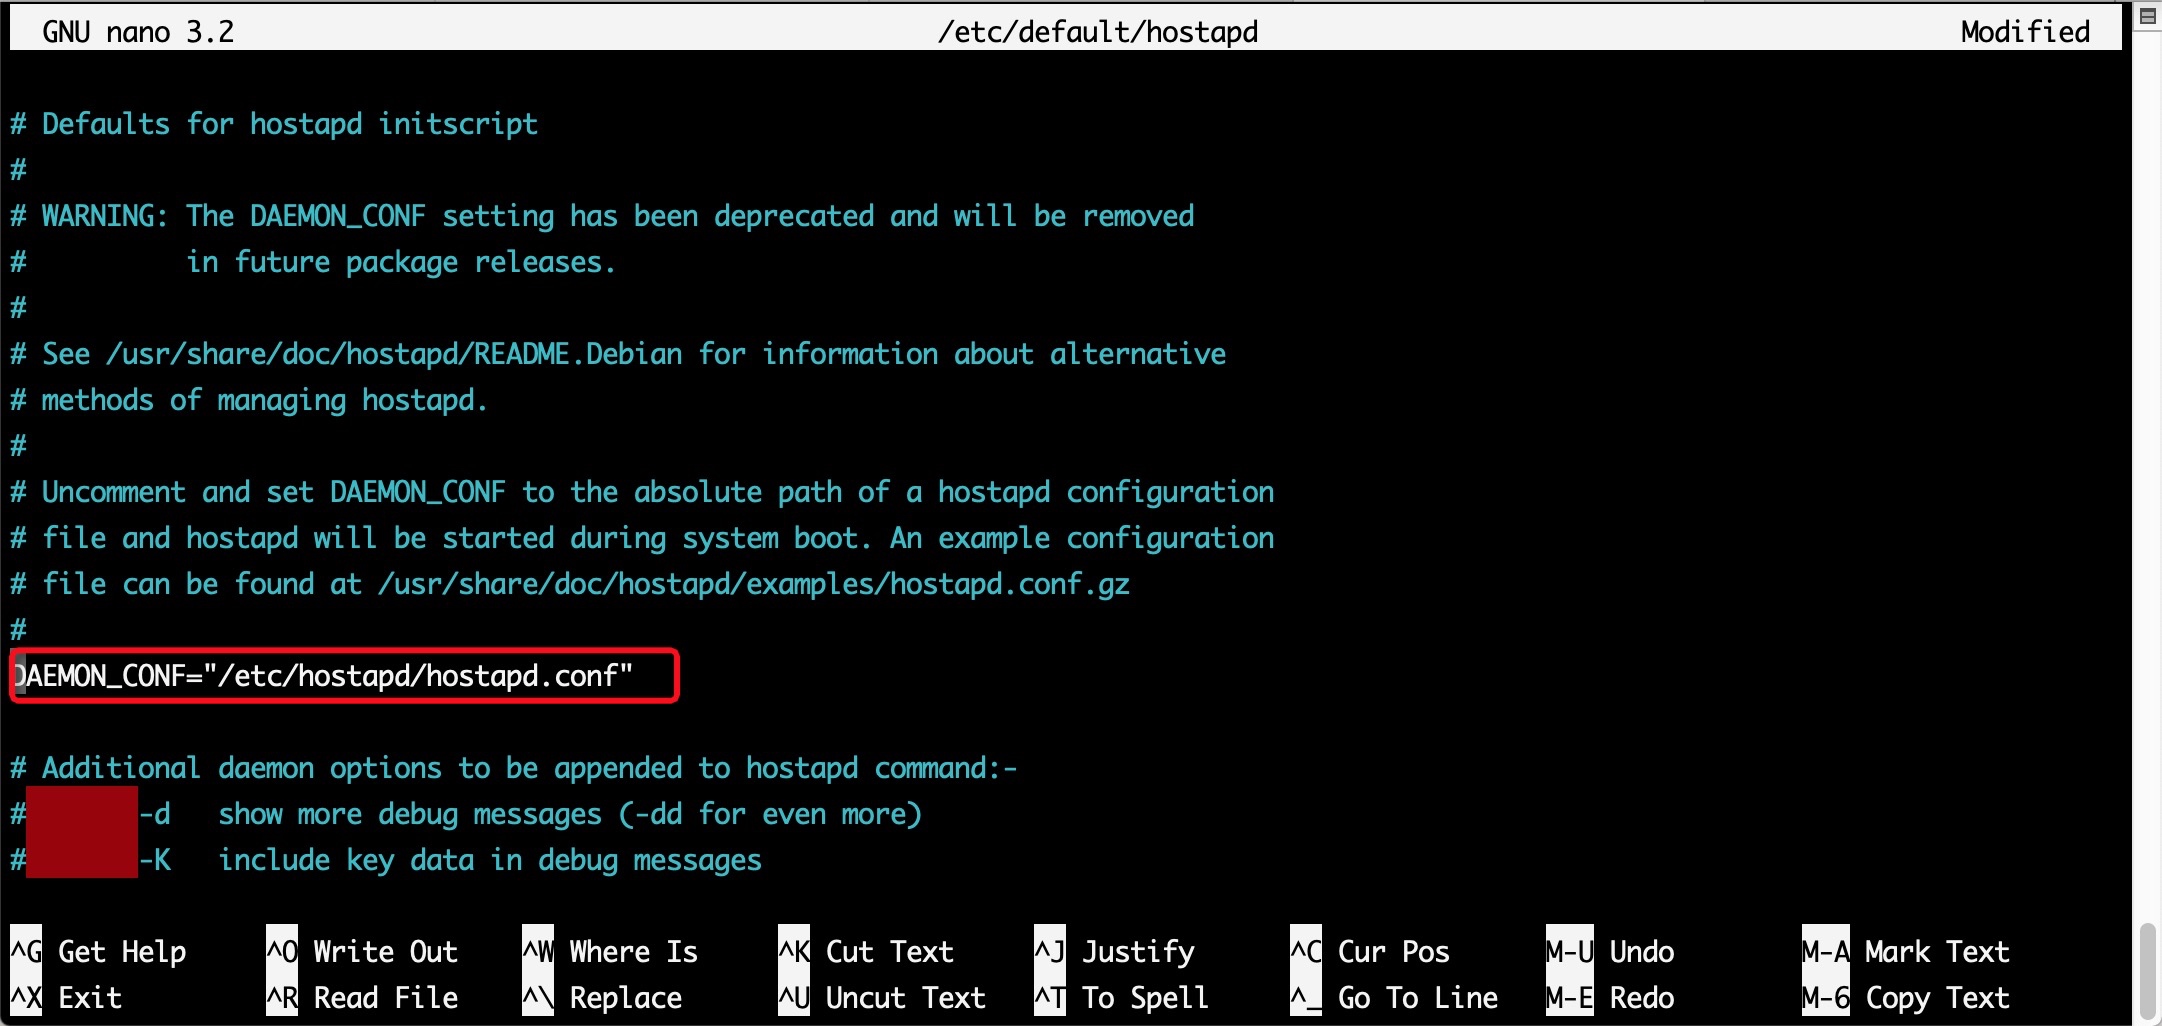 GNU nano 3.2 /etc/default/hostapd Modified
# Defaults for hostapd initscript
#
# WARNING: The DAEMON_CONF setting has been deprecated and will be removed
#          in future package releases.
#
# See /usr/share/doc/hostapd/README.Debian for information about alternative
# methods of managing hostapd.
#
# Uncomment and set DAEMON_CONF to the absolute path of a hostapd configuration
# file and hostapd will be started during system boot. An example configuration
# file can be found at /usr/share/doc/hostapd/examples/hostapd.conf.gz
#
DAEMON_CONF="/etc/hostapd/hostapd.conf"
# Additional daemon options to be appended to hostapd command:-
#       -d   show more debug messages (-dd for even more)
#       -K   include key data in debug messages
^G Get Help ^O Write Out ^W Where Is ^K Cut Text ^J Justify ^C Cur Pos M-U Undo M-A Mark Text
^X Exit ^R Read File ^\ Replace ^U Uncut Text ^T To Spell ^_ Go To Line M-E Redo M-6 Copy Text